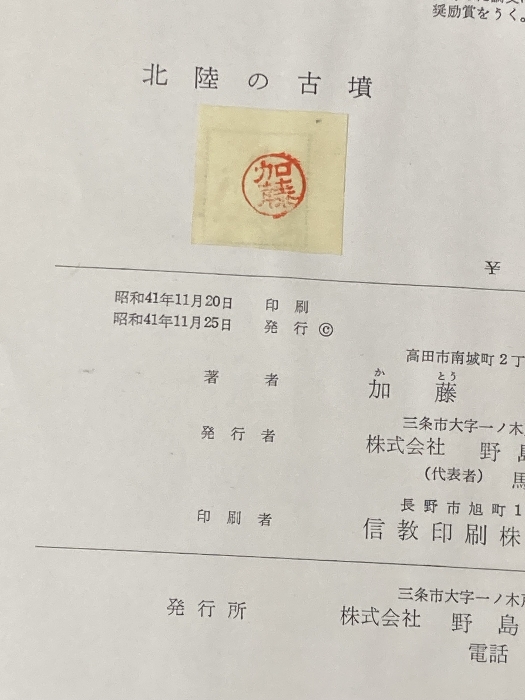 奨励賞をうく。
北陸の古墳
加藤
¥
昭和41年11月20日 印刷
昭和41年11月25日 発行 ©
高田市南城町2丁
著者 加藤
か とう
三条市大字一ノ木
発行者 株式会社 野島
(代表者) 馬
長野市旭町1
印刷者 信教印刷株
三条市大字一ノ木
発行所 株式会社 野島
電話